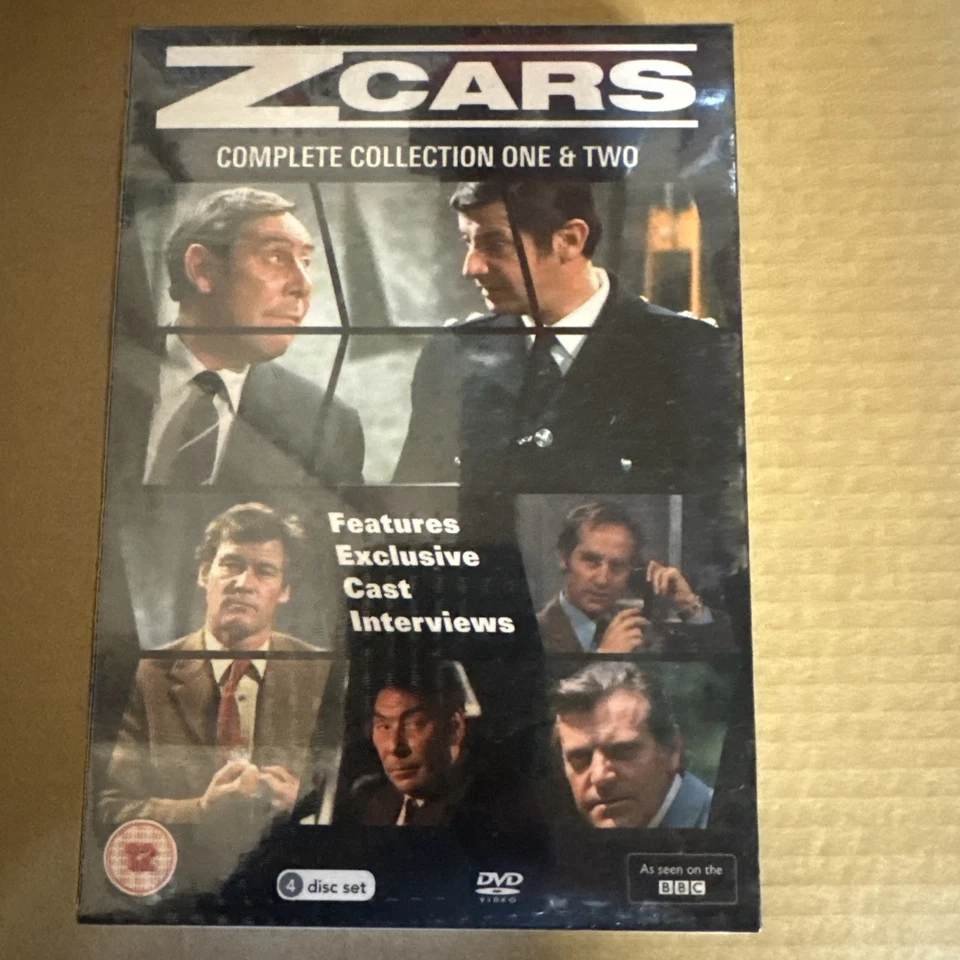 Z CARS
COMPLETE COLLECTION ONE & TWO
Features
Exclusive
Cast
Interviews
12
4 disc set
DVD
VIDEO
As seen on the
BBC